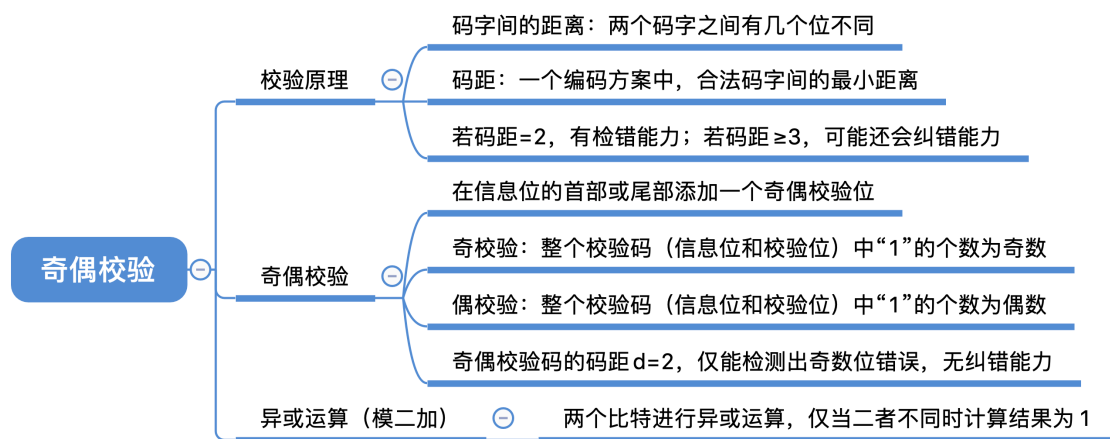 奇偶校验
校验原理
码字间的距离：两个码字之间有几个位不同
码距：一个编码方案中，合法码字间的最小距离
若码距=2，有检错能力；若码距≥3，可能还会纠错能力
奇偶校验
在信息位的首部或尾部添加一个奇偶校验位
奇校验：整个校验码（信息位和校验位）中“1”的个数为奇数
偶校验：整个校验码（信息位和校验位）中“1”的个数为偶数
奇偶校验码的码距d=2，仅能检测出奇数位错误，无纠错能力
异或运算（模二加）
两个比特进行异或运算，仅当二者不同时计算结果为1